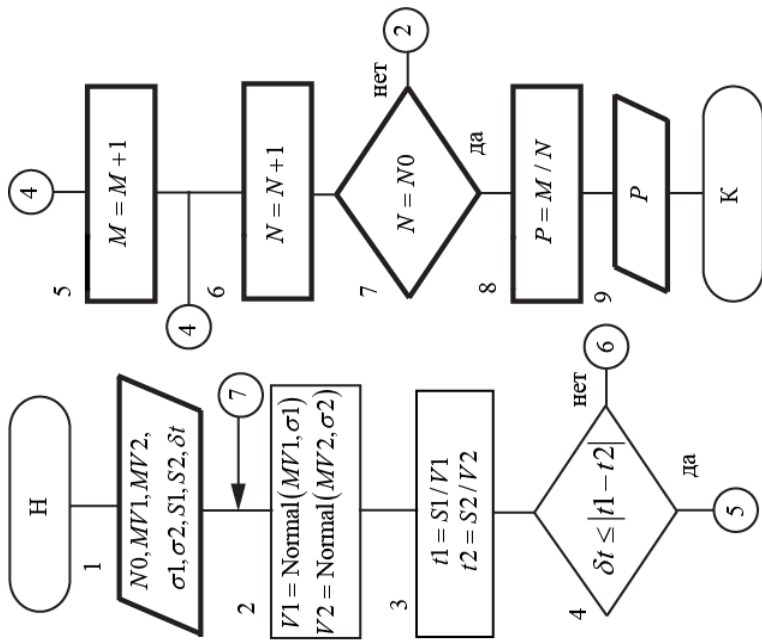 Н
1
N0, MV1, MV2,
σ1, σ2, S1, S2, δt
7
2
V1 = Normal(MV1, σ1)
V2 = Normal(MV2, σ2)
3
t1 = S1/V1
t2 = S2/V2
4
δt ≤ |t1 − t2|
нет
6
да
5
4
5
M = M + 1
4
6
N = N + 1
7
N = N0
нет
2
да
8
P = M / N
9
P
К